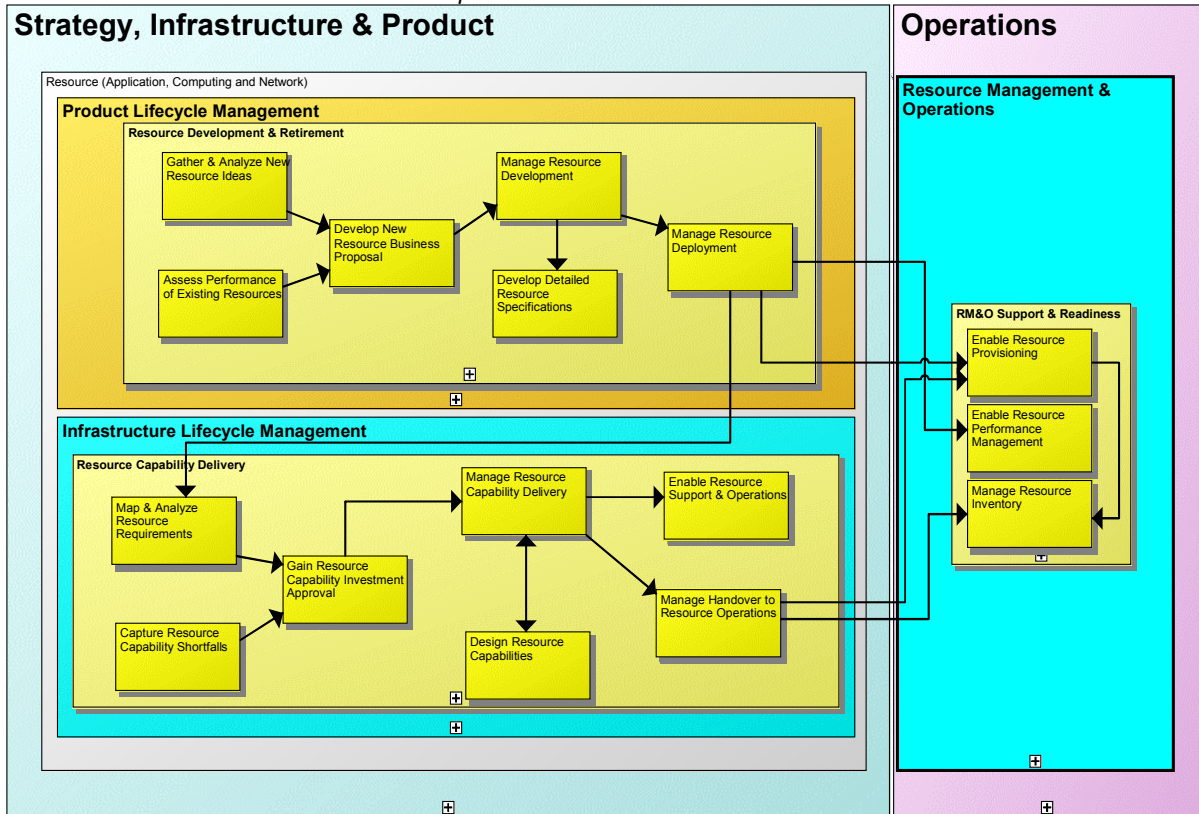 Strategy, Infrastructure & Product
Operations
Resource (Application, Computing and Network)
Product Lifecycle Management
Resource Development & Retirement
Gather & Analyze New
Resource Ideas
Assess Performance
of Existing Resources
Develop New
Resource Business
Proposal
Manage Resource
Development
Develop Detailed
Resource
Specifications
Manage Resource
Deployment
Infrastructure Lifecycle Management
Resource Capability Delivery
Map & Analyze
Resource
Requirements
Capture Resource
Capability Shortfalls
Gain Resource
Capability Investment
Approval
Manage Resource
Capability Delivery
Design Resource
Capabilities
Enable Resource
Support & Operations
Manage Handover to
Resource Operations
Resource Management &
Operations
RM&O Support & Readiness
Enable Resource
Provisioning
Enable Resource
Performance
Management
Manage Resource
Inventory